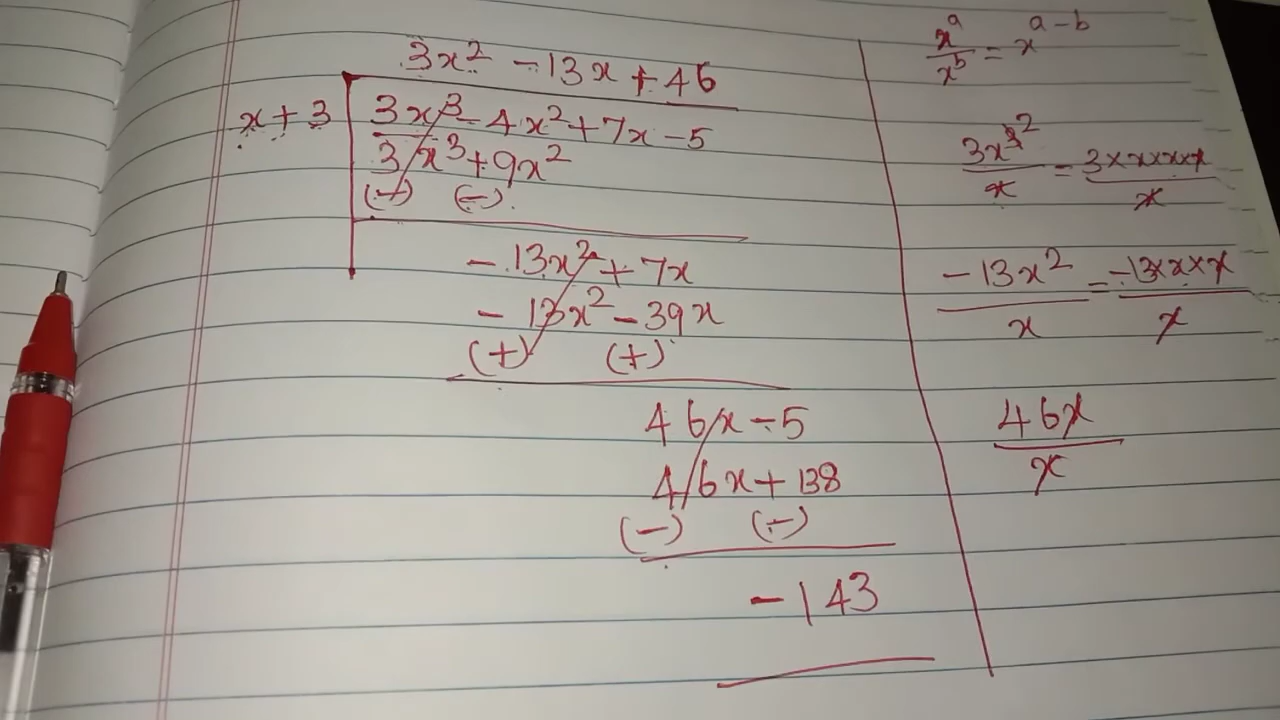 3x² - 13x + 46
x + 3
3x³ - 4x² + 7x - 5
3x³ + 9x²
(-) (-)
- 13x² + 7x
- 13x² - 39x
(+) (+)
46x - 5
46x + 138
(-) (-)
- 143
x^a/x^b = x^(a-b)
3x³ ²/x = 3×x×x×x/x
-13x²/x = -13×x×x/x
46x/x